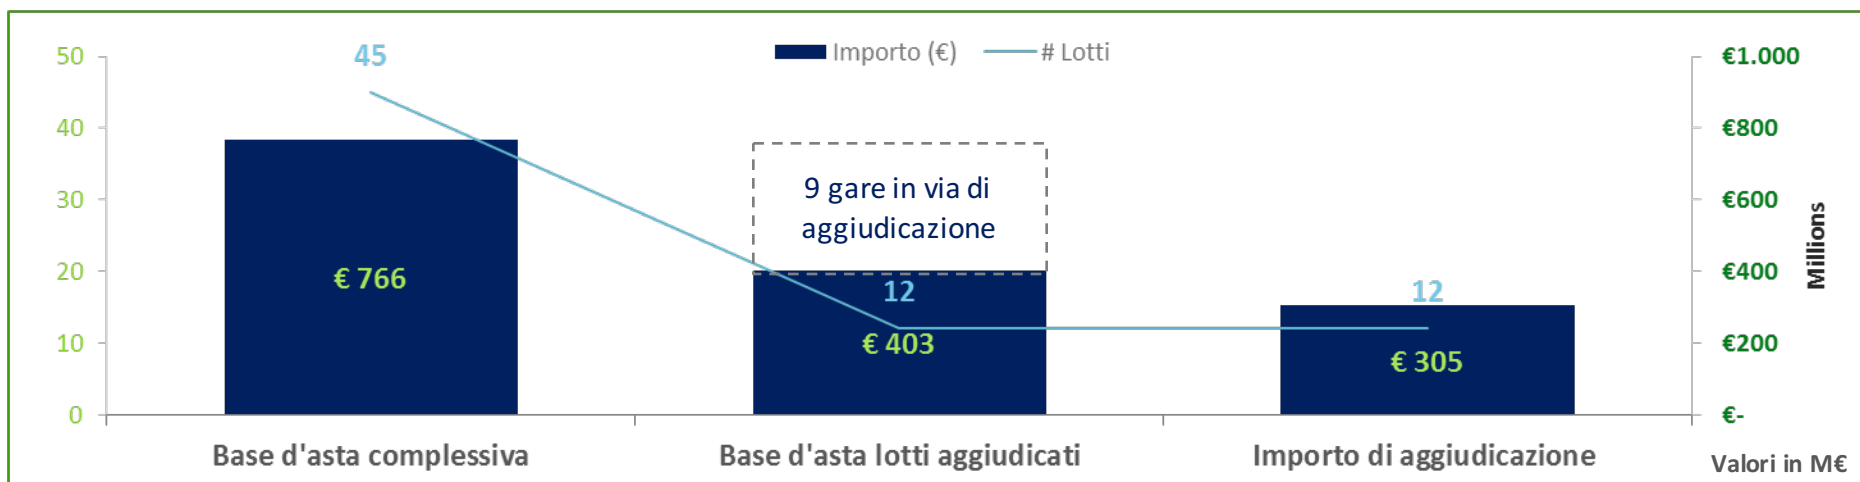 Importo (€)
# Lotti
50
40
30
20
10
0
45
€ 766
9 gare in via di
aggiudicazione
12
€ 403
12
€ 305
€1.000
€800
€600
€400
€200
€-
Millions
Base d'asta complessiva
Base d'asta lotti aggiudicati
Importo di aggiudicazione
Valori in M€